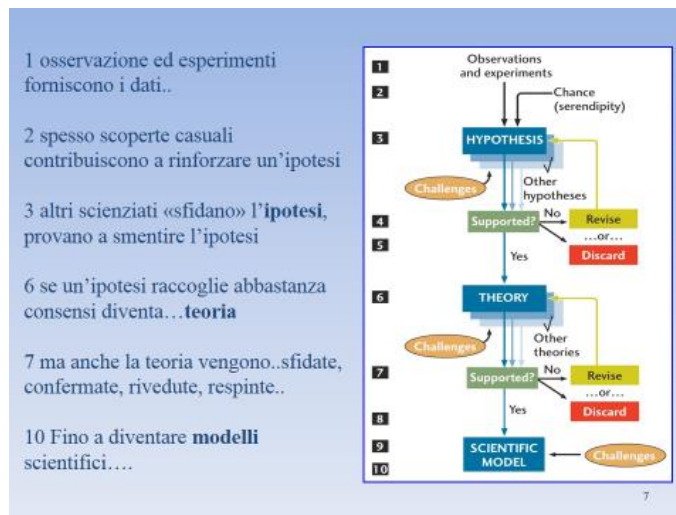 1 osservazione ed esperimenti
forniscono i dati..
2 spesso scoperte casuali
contribuiscono a rinforzare un'ipotesi
3 altri scienziati «sfidano» l'ipotesi,
provano a smentire l'ipotesi
6 se un'ipotesi raccoglie abbastanza
consensi diventa…teoria
7 ma anche la teoria vengono..sfidate,
confermate, rivedute, respinte..
10 Fino a diventare modelli
scientifici….
1
Observations
and experiments
2
Chance
(serendipity)
3
HYPOTHESIS
Challenges
Other
hypotheses
4
Supported?
No
Revise
5
...or...
Discard
Yes
6
THEORY
Challenges
Other
theories
7
Supported?
No
Revise
...or...
Discard
8
Yes
9
SCIENTIFIC
MODEL
Challenges
10
7